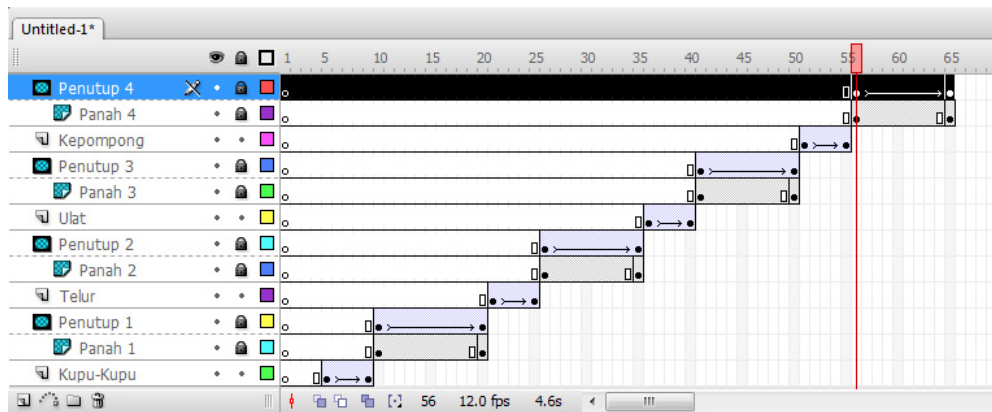 Untitled-1*
1 5 10 15 20 25 30 35 40 45 50 55 60 65
Penutup 4
Panah 4
Kepompong
Penutup 3
Panah 3
Ulat
Penutup 2
Panah 2
Telur
Penutup 1
Panah 1
Kupu-Kupu
56 12.0 fps 4.6s